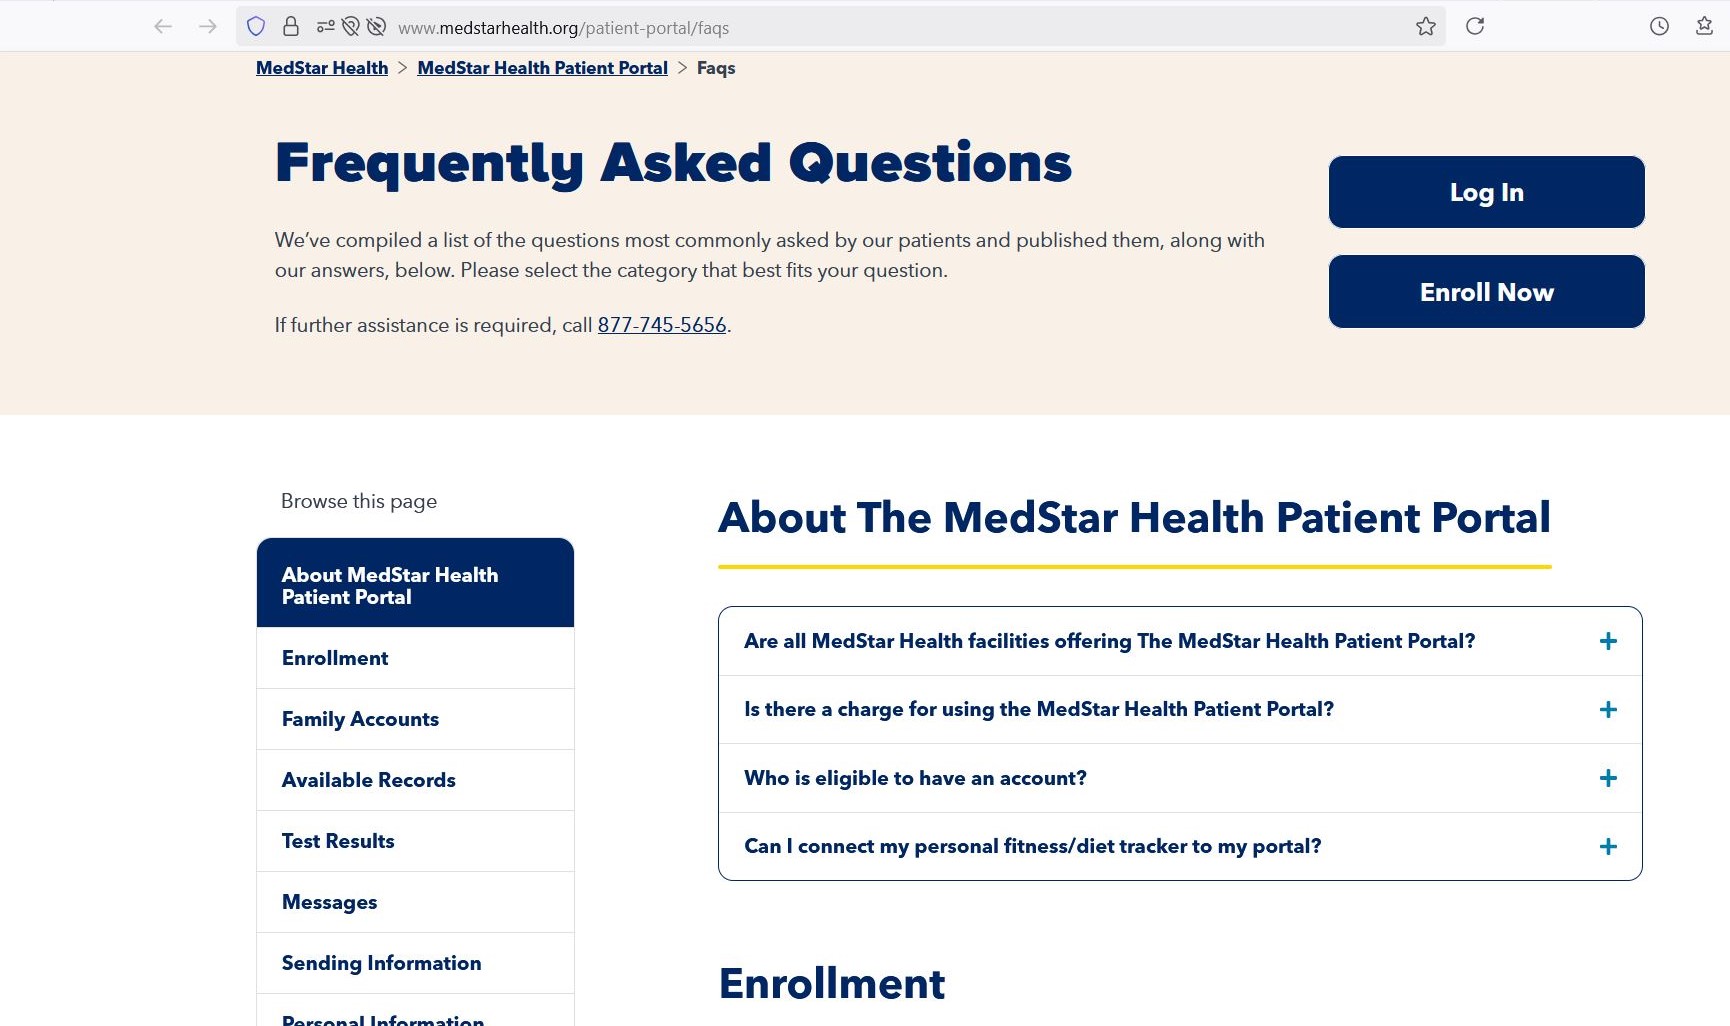 www.medstarhealth.org/patient-portal/faqs
MedStar Health > MedStar Health Patient Portal > Faqs
Frequently Asked Questions
We've compiled a list of the questions most commonly asked by our patients and published them, along with
our answers, below. Please select the category that best fits your question.
If further assistance is required, call 877-745-5656.
Log In
Enroll Now
Browse this page
About MedStar Health
Patient Portal
Enrollment
Family Accounts
Available Records
Test Results
Messages
Sending Information
Personal Information
About The MedStar Health Patient Portal
Are all MedStar Health facilities offering The MedStar Health Patient Portal?
Is there a charge for using the MedStar Health Patient Portal?
Who is eligible to have an account?
Can I connect my personal fitness/diet tracker to my portal?
Enrollment